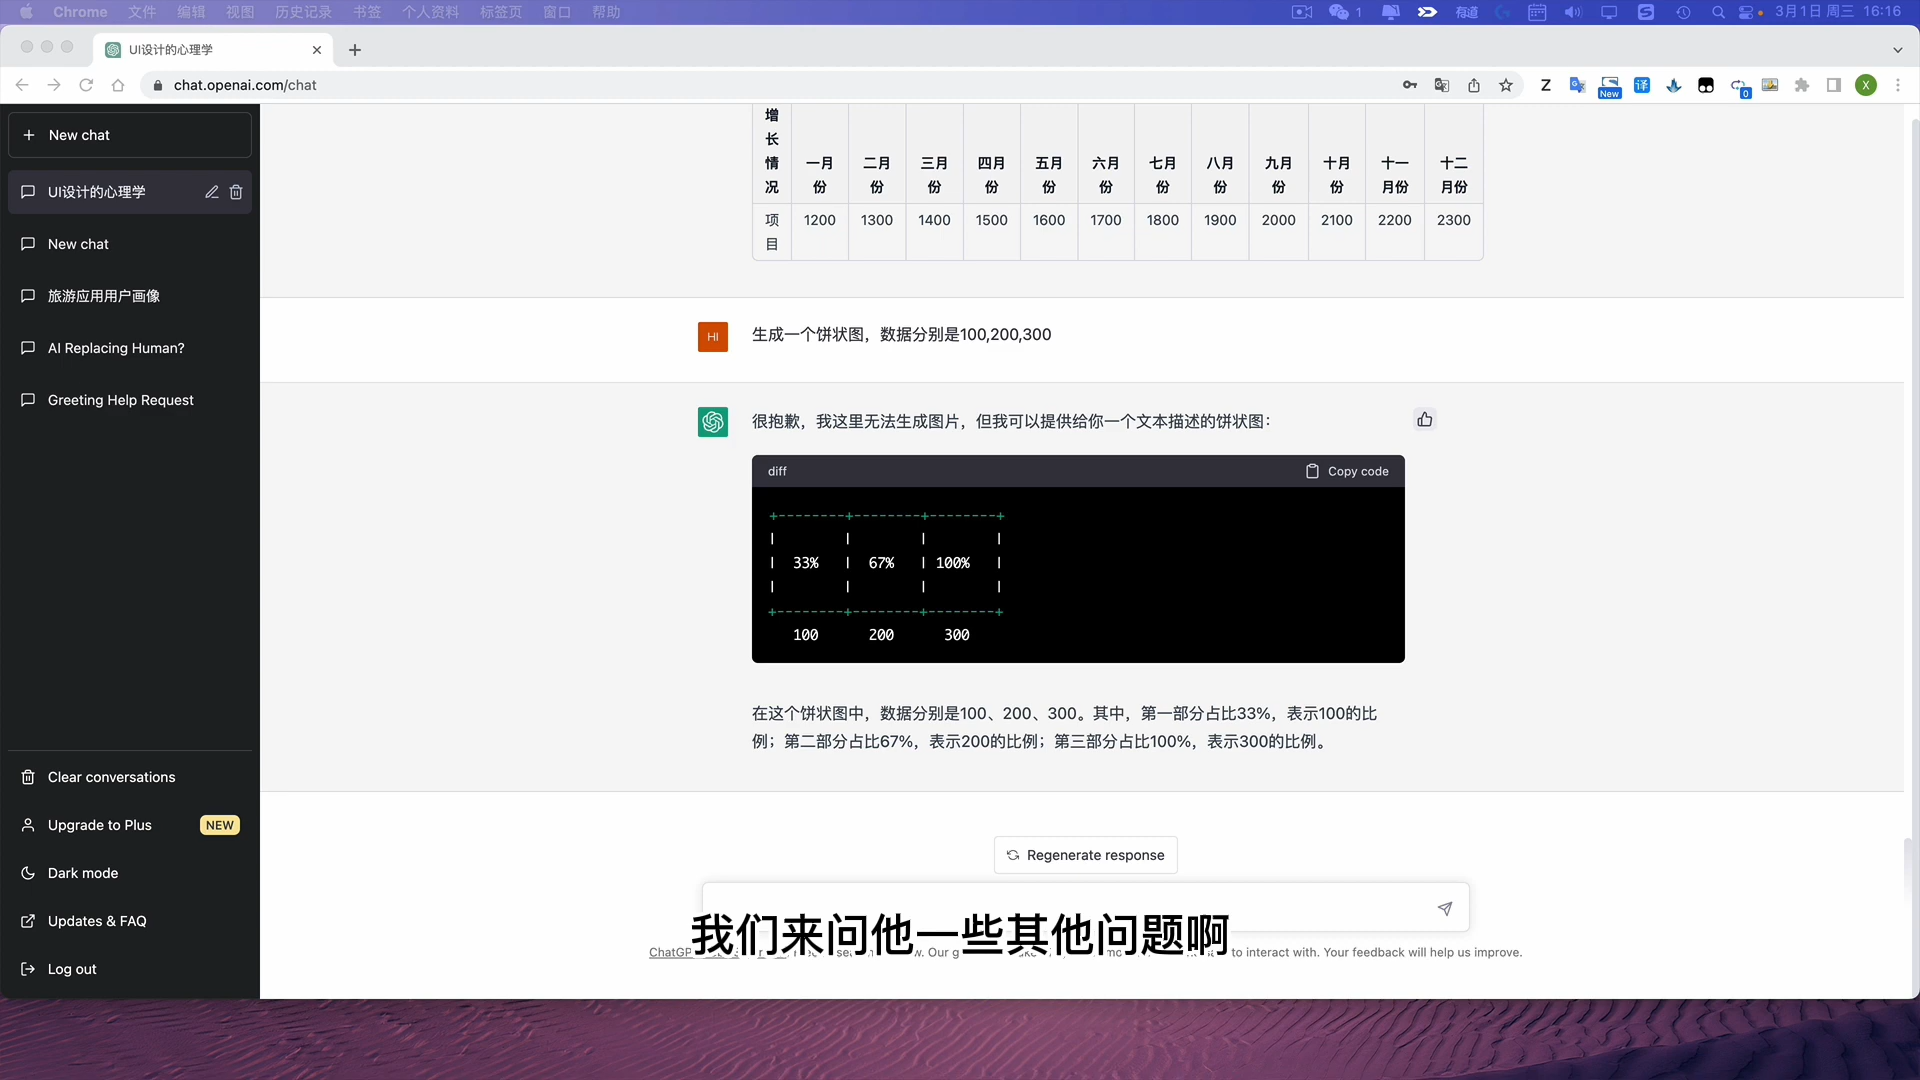 Chrome 文件 编辑 视图 历史记录 书签 个人资料 标签页 窗口 帮助 1 有道 3月1日 周三 16:16
UI设计的心理学
chat.openai.com/chat New 译 0 X
New chat
UI设计的心理学
New chat
旅游应用用户画像
AI Replacing Human?
Greeting Help Request
Clear conversations
Upgrade to Plus NEW
Dark mode
Updates & FAQ
Log out
增长情况 一月份 二月份 三月份 四月份 五月份 六月份 七月份 八月份 九月份 十月份 十一月份 十二月份
项目 1200 1300 1400 1500 1600 1700 1800 1900 2000 2100 2200 2300
HI 生成一个饼状图，数据分别是100,200,300
很抱歉，我这里无法生成图片，但我可以提供给你一个文本描述的饼状图：
diff Copy code
+--------+--------+--------+
| | | |
| 33% | 67% | 100% |
| | | |
+--------+--------+--------+
100 200 300
在这个饼状图中，数据分别是100、200、300。其中，第一部分占比33%，表示100的比
例；第二部分占比67%，表示200的比例；第三部分占比100%，表示300的比例。
Regenerate response
我们来问他一些其他问题啊
to interact with. Your feedback will help us improve.